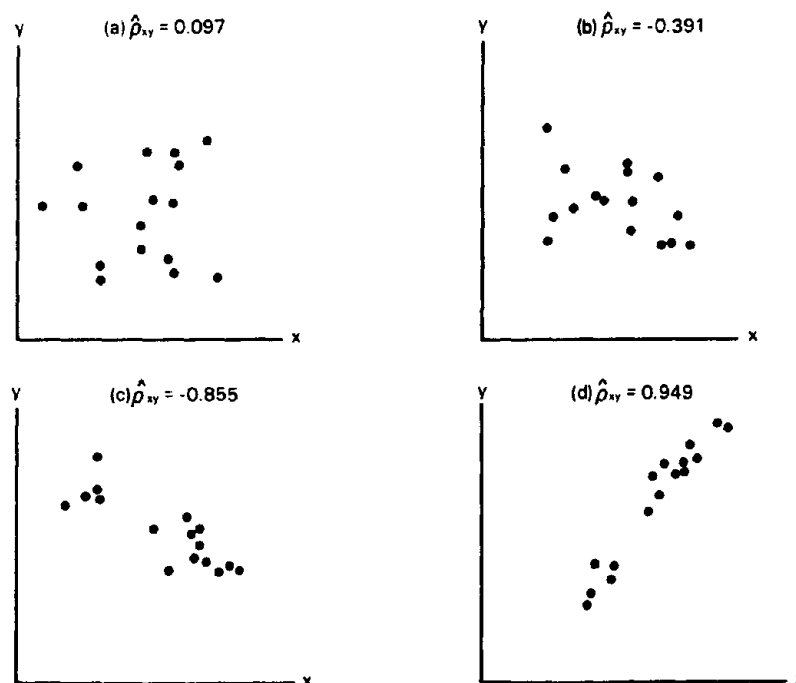 y
(a) ρ̂xy = 0.097
x
y
(b) ρ̂xy = -0.391
x
y
(c) ρ̂xy = -0.855
x
y
(d) ρ̂xy = 0.949